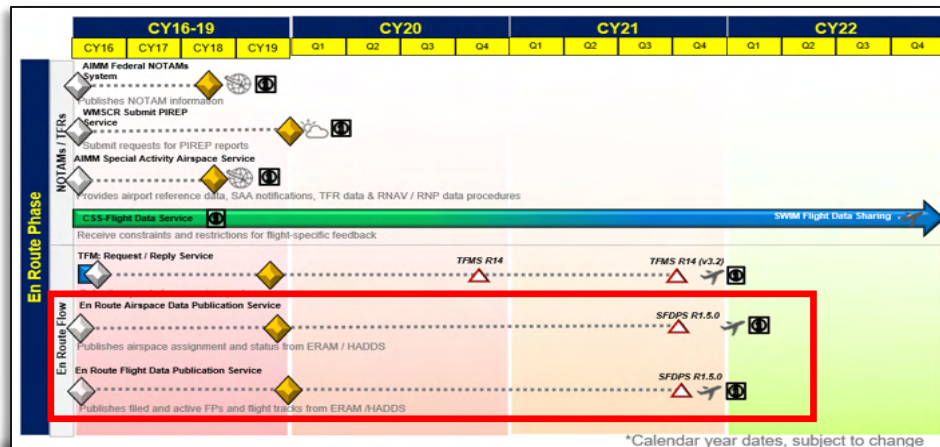 CY16-19 CY20 CY21 CY22
CY16 CY17 CY18 CY19 Q1 Q2 Q3 Q4 Q1 Q2 Q3 Q4 Q1 Q2 Q3 Q4
En Route Phase
NOTAMs / TFRs
AIMM Federal NOTAMs
System
Publishes NOTAM information
WMSCR Submit PIREP
Service
Submit requests for PIREP reports
AIMM Special Activity Airspace Service
Provides airport reference data, SAA notifications, TFR data & RNAV / RNP data procedures
CSS-Flight Data Service
SWIM Flight Data Sharing
Receive constraints and restrictions for flight-specific feedback
En Route Flow
TFM: Request / Reply Service
TFMS R14
TFMS R14 (v3.2)
En Route Airspace Data Publication Service
SFDPS R1.5.0
Publishes airspace assignment and status from ERAM / HADDS
En Route Flight Data Publication Service
SFDPS R1.5.0
Publishes filed and active FPs and flight tracks from ERAM /HADDS
*Calendar year dates, subject to change